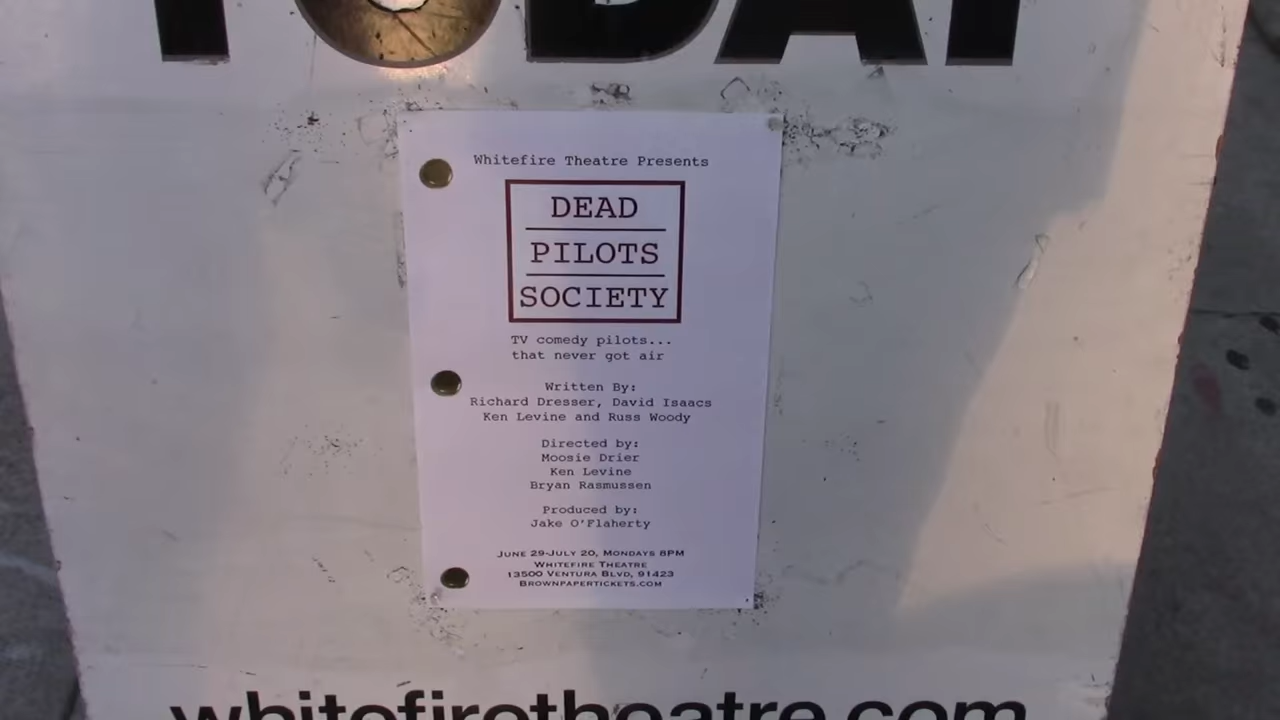 TODAY
Whitefire Theatre Presents
DEAD
PILOTS
SOCIETY
TV comedy pilots...
that never got air
Written By:
Richard Dresser, David Isaacs
Ken Levine and Russ Woody
Directed by:
Moosie Drier
Ken Levine
Bryan Rasmussen
Produced by:
Jake O'Flaherty
June 29-July 20, Mondays 8PM
Whitefire Theatre
13500 Ventura Blvd, 91423
Brownpapertickets.com
whitefiretheatre.com